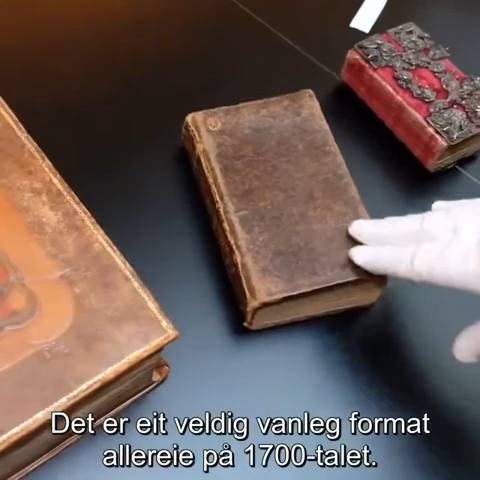 Det er eit veldig vanleg format
allereie på 1700-talet.